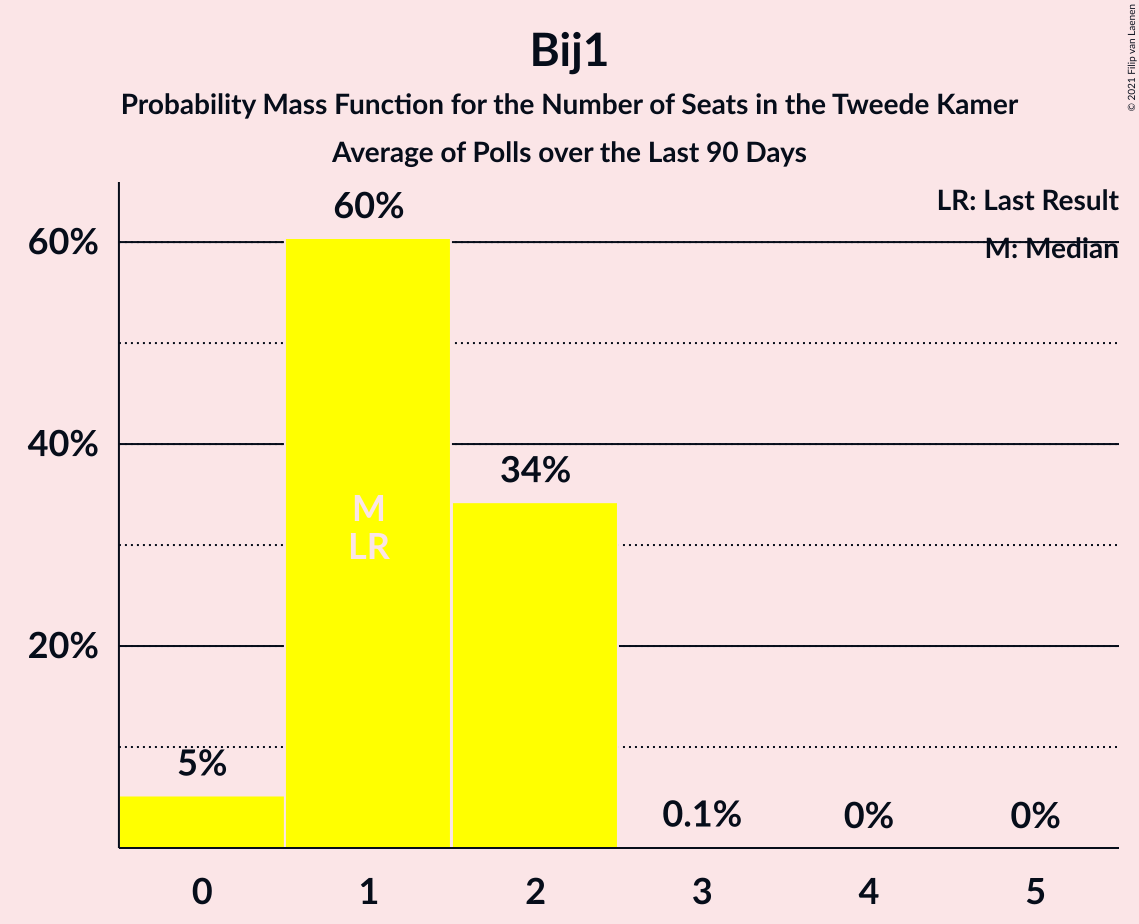 Bij1
Probability Mass Function for the Number of Seats in the Tweede Kamer
Average of Polls over the Last 90 Days
© 2021 Filip van Laenen
LR: Last Result
M: Median
60%
40%
20%
5%
60%
M
LR
34%
0.1%
0%
0%
0 1 2 3 4 5